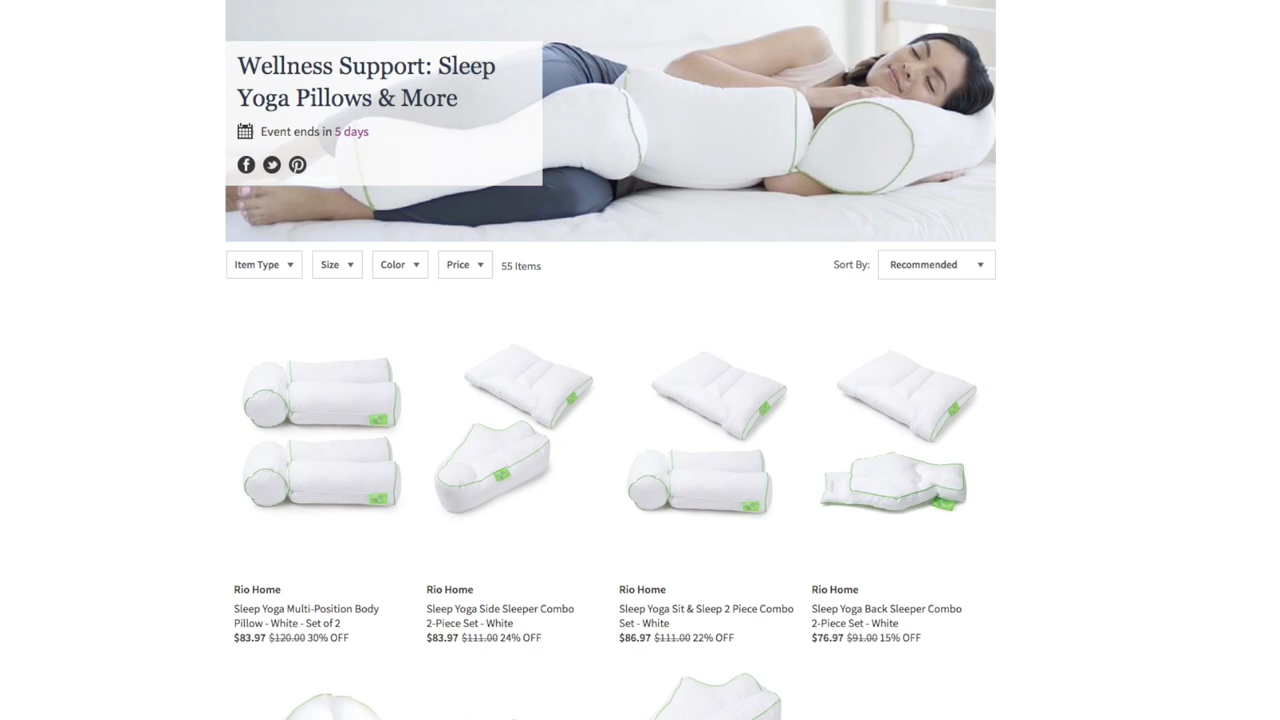 Wellness Support: Sleep
Yoga Pillows & More
Event ends in 5 days
Item Type
Size
Color
Price
55 Items
Sort By:
Recommended
Rio Home
Sleep Yoga Multi-Position Body
Pillow - White - Set of 2
$83.97 $120.00 30% OFF
Rio Home
Sleep Yoga Side Sleeper Combo
2-Piece Set - White
$83.97 $111.00 24% OFF
Rio Home
Sleep Yoga Sit & Sleep 2 Piece Combo
Set - White
$86.97 $111.00 22% OFF
Rio Home
Sleep Yoga Back Sleeper Combo
2-Piece Set - White
$76.97 $91.00 15% OFF